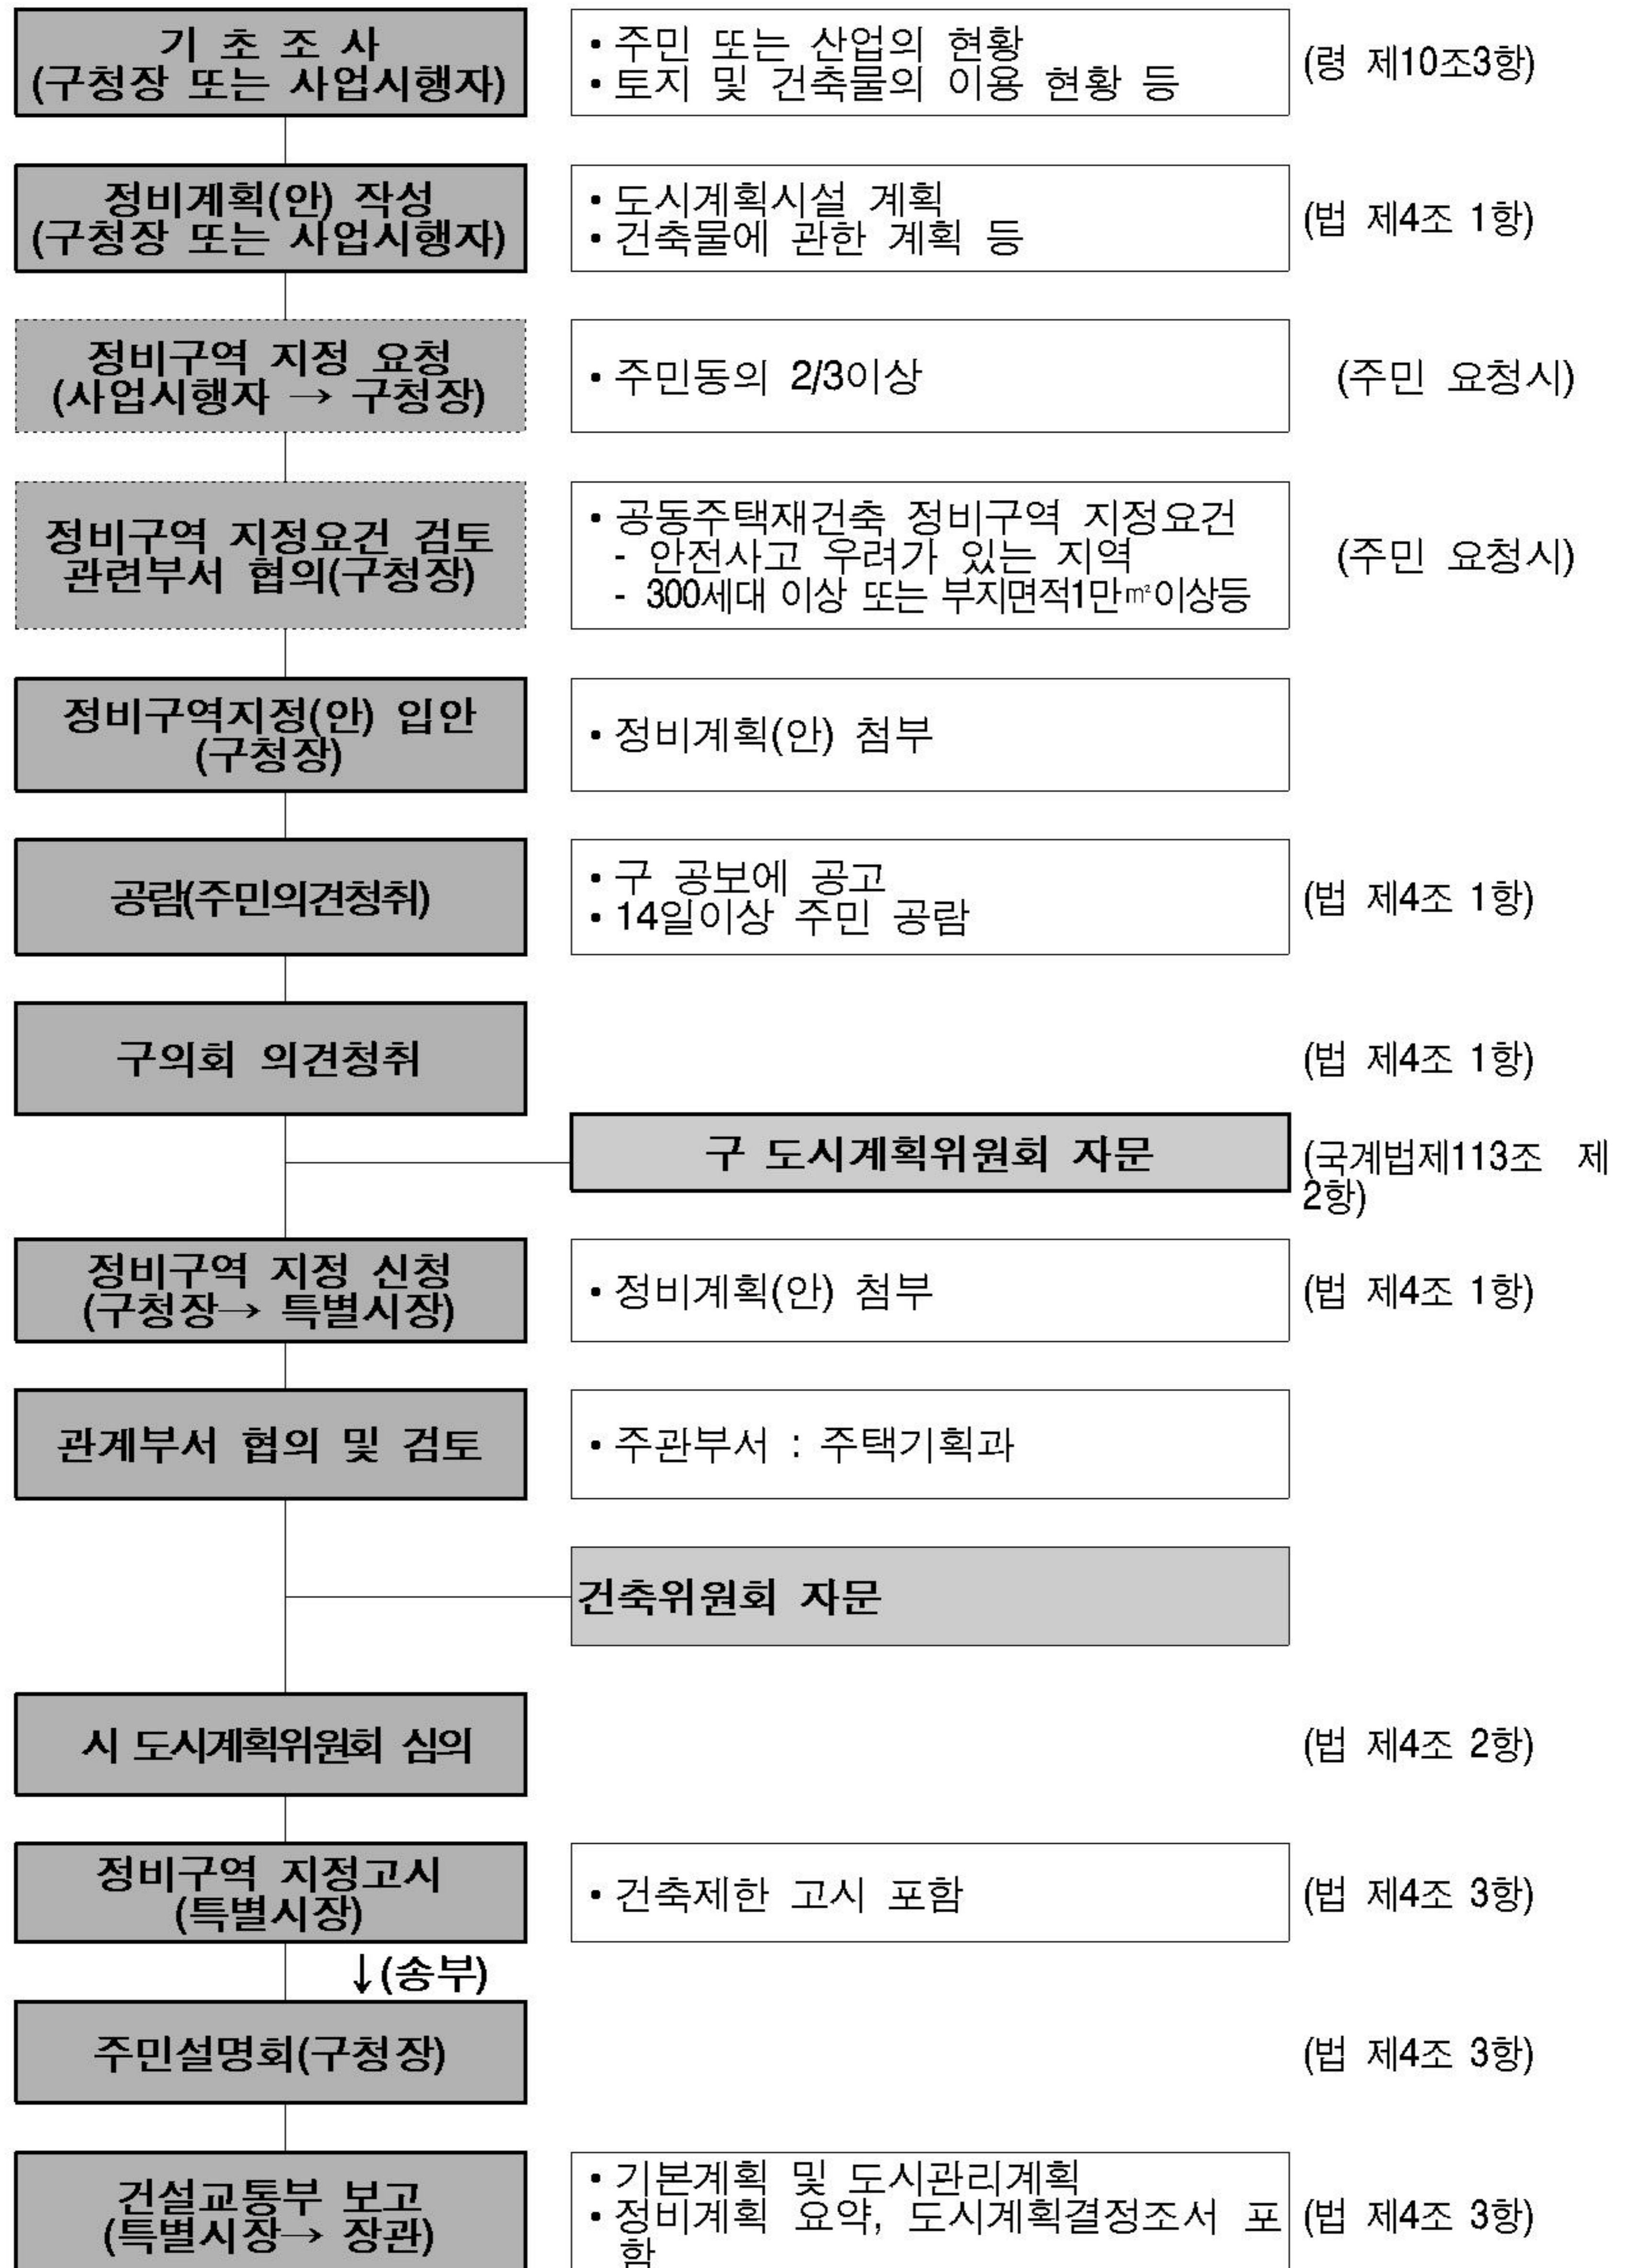 기 초 조 사
(구청장 또는 사업시행자)
• 주민 또는 산업의 현황
• 토지 및 건축물의 이용 현황 등
(령 제10조3항)
정비계획(안) 작성
(구청장 또는 사업시행자)
• 도시계획시설 계획
• 건축물에 관한 계획 등
(법 제4조 1항)
정비구역 지정 요청
(사업시행자 → 구청장)
• 주민동의 2/3이상
(주민 요청시)
정비구역 지정요건 검토
관련부서 협의(구청장)
• 공동주택재건축 정비구역 지정요건
- 안전사고 우려가 있는 지역
- 300세대 이상 또는 부지면적1만㎡이상등
(주민 요청시)
정비구역지정(안) 입안
(구청장)
• 정비계획(안) 첨부
공람(주민의견청취)
• 구 공보에 공고
• 14일이상 주민 공람
(법 제4조 1항)
구의회 의견청취
(법 제4조 1항)
구 도시계획위원회 자문
(국계법제113조 제
2항)
정비구역 지정 신청
(구청장→ 특별시장)
• 정비계획(안) 첨부
(법 제4조 1항)
관계부서 협의 및 검토
• 주관부서 : 주택기획과
건축위원회 자문
시 도시계획위원회 심의
(법 제4조 2항)
정비구역 지정고시
(특별시장)
• 건축제한 고시 포함
(법 제4조 3항)
↓(송부)
주민설명회(구청장)
(법 제4조 3항)
건설교통부 보고
(특별시장→ 장관)
• 기본계획 및 도시관리계획
• 정비계획 요약, 도시계획결정조서 포
함
(법 제4조 3항)